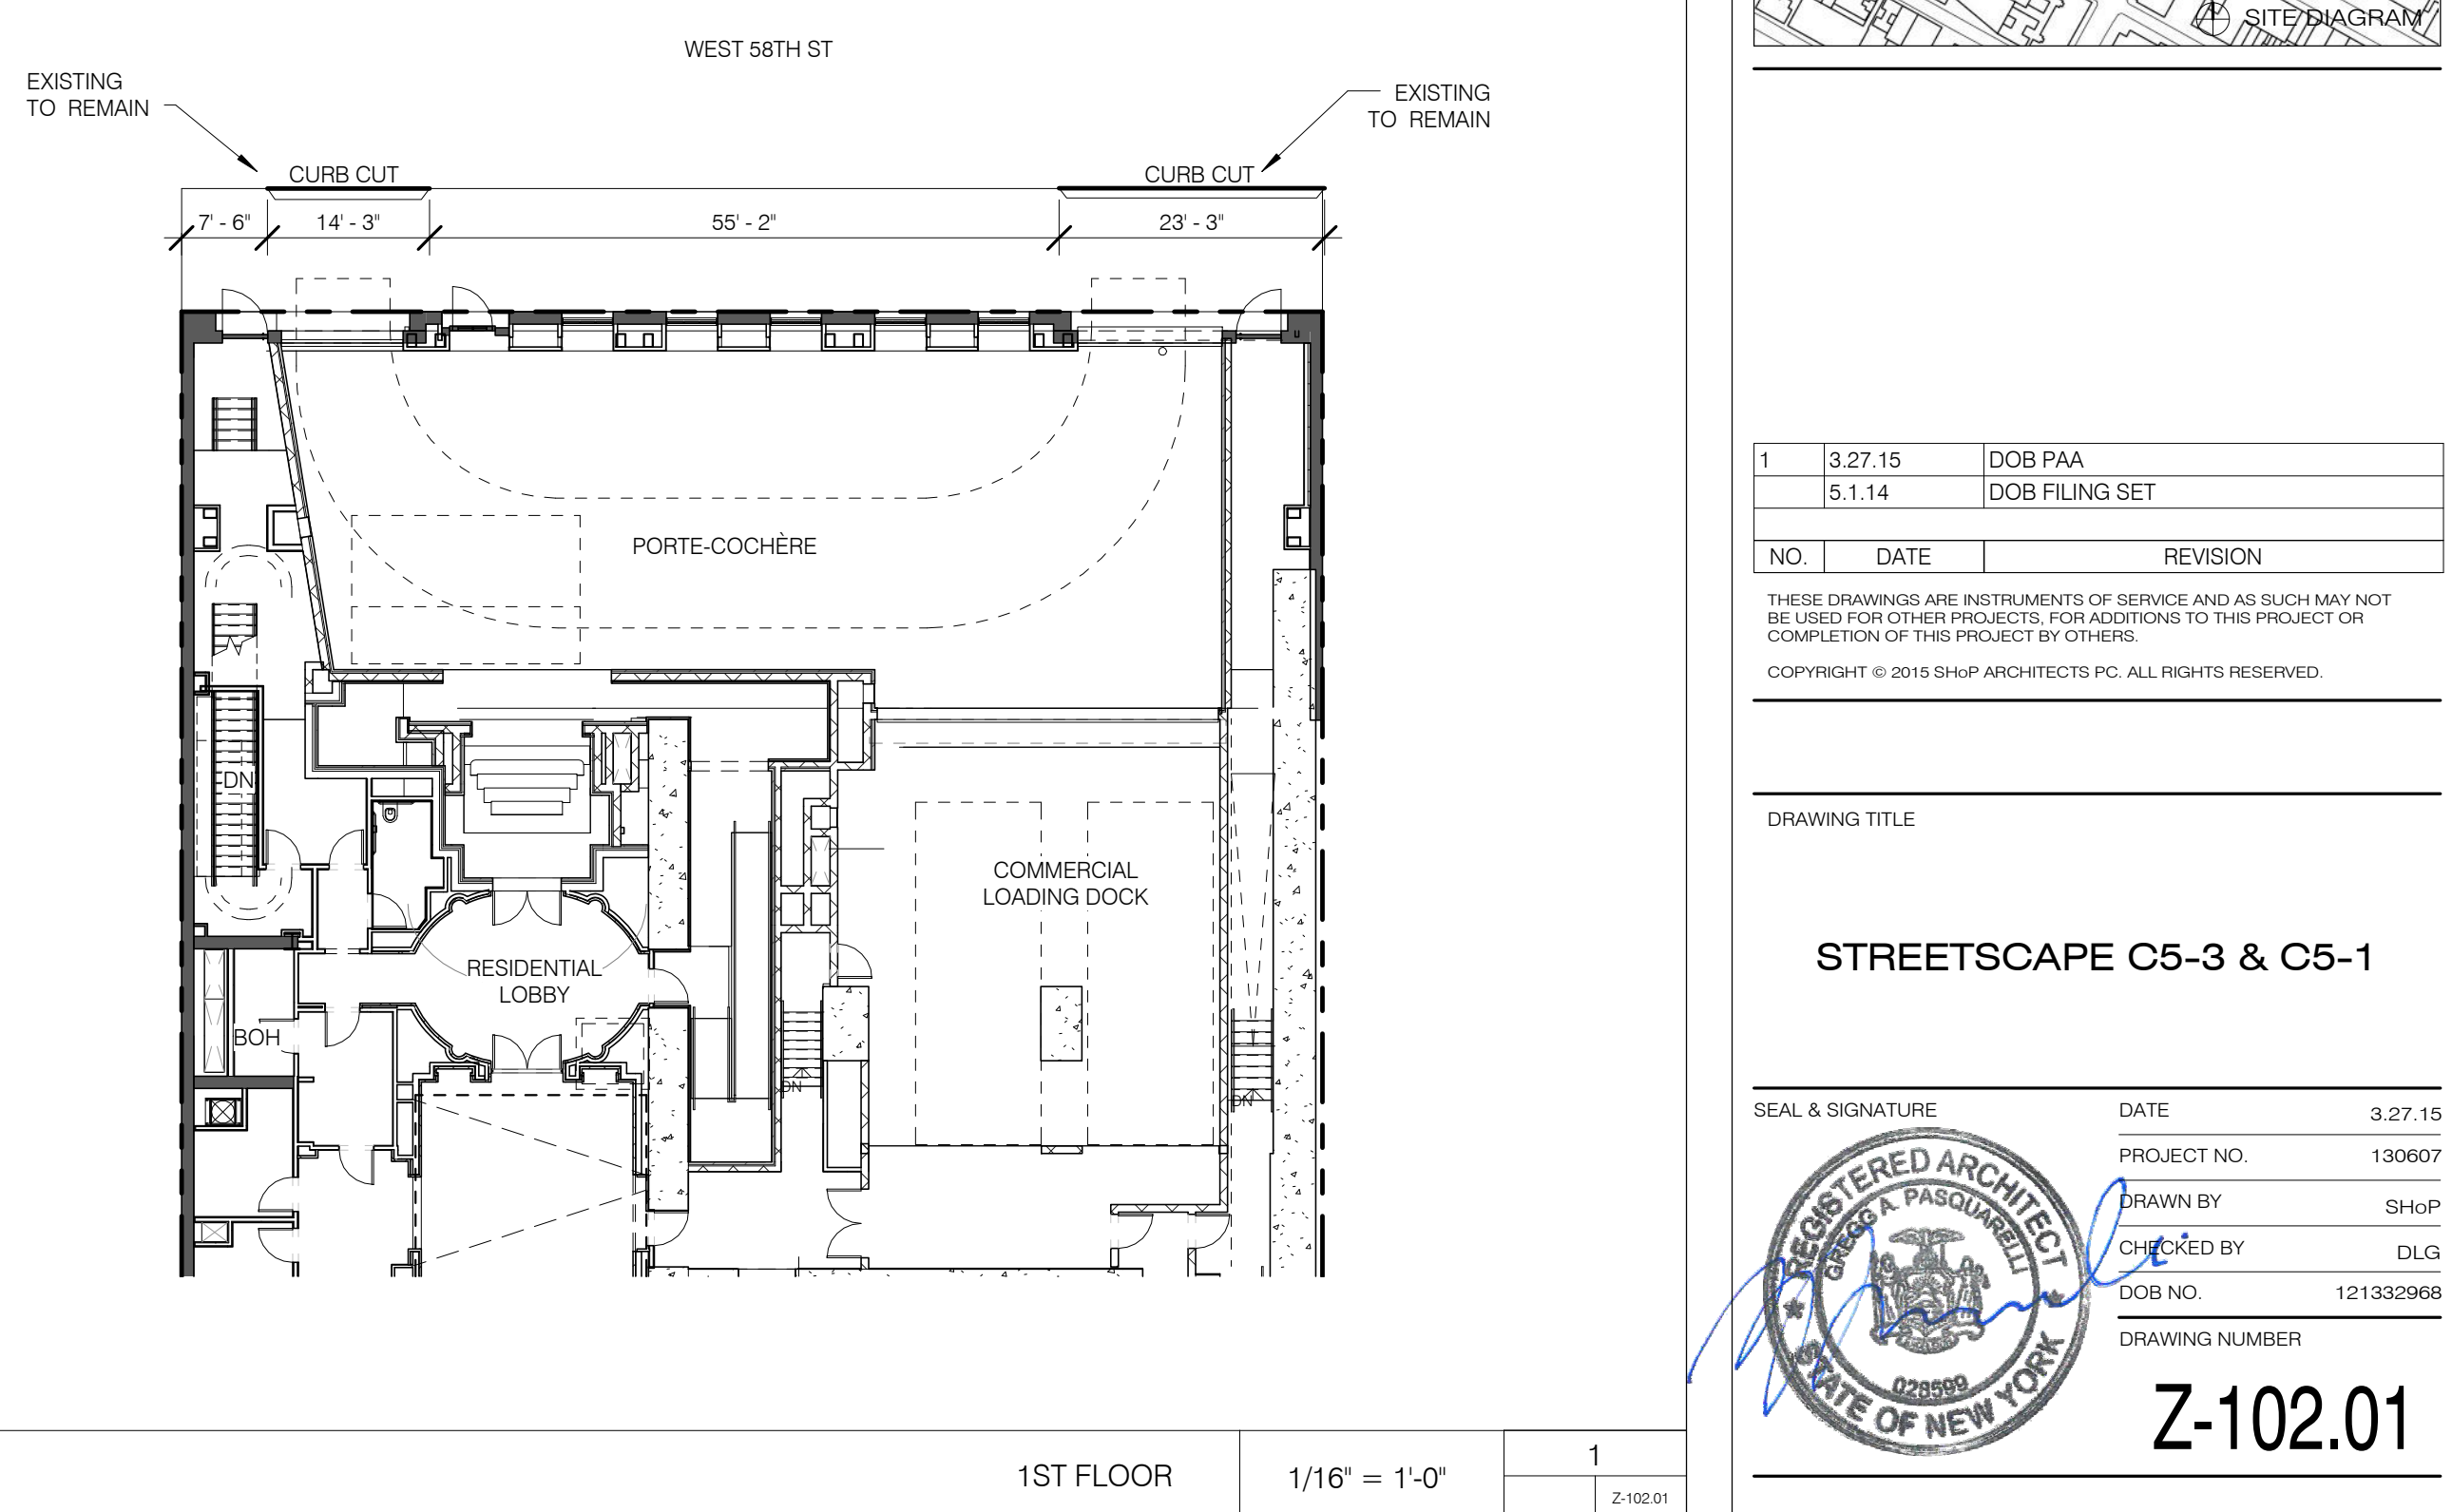 WEST 58TH ST
EXISTING
TO REMAIN
EXISTING
TO REMAIN
CURB CUT
CURB CUT
7' - 6"
14' - 3"
55' - 2"
23' - 3"
PORTE-COCHÈRE
DN
COMMERCIAL
LOADING DOCK
RESIDENTIAL
LOBBY
BOH
DN
DN
1ST FLOOR
1/16" = 1'-0"
1
Z-102.01
SITE DIAGRAM
1 3.27.15 DOB PAA
5.1.14 DOB FILING SET
NO. DATE REVISION
THESE DRAWINGS ARE INSTRUMENTS OF SERVICE AND AS SUCH MAY NOT
BE USED FOR OTHER PROJECTS, FOR ADDITIONS TO THIS PROJECT OR
COMPLETION OF THIS PROJECT BY OTHERS.
COPYRIGHT © 2015 SHoP ARCHITECTS PC. ALL RIGHTS RESERVED.
DRAWING TITLE
STREETSCAPE C5-3 & C5-1
SEAL & SIGNATURE
REGISTERED ARCHITECT
GREGG A. PASQUARELLI
028599
STATE OF NEW YORK
DATE 3.27.15
PROJECT NO. 130607
DRAWN BY SHoP
CHECKED BY DLG
DOB NO. 121332968
DRAWING NUMBER
Z-102.01